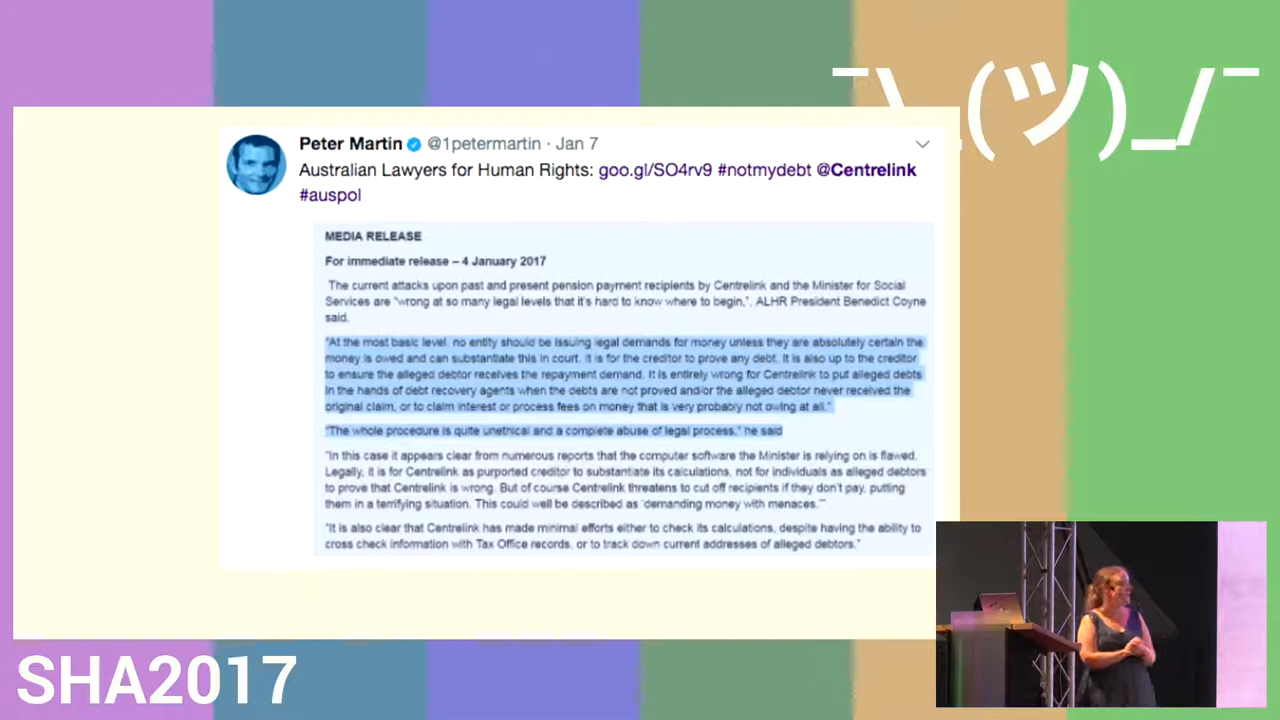 ¯\_(ツ)_/¯
Peter Martin @1petermartin · Jan 7
Australian Lawyers for Human Rights: goo.gl/SO4rv9 #notmydebt @Centrelink
#auspol
MEDIA RELEASE
For immediate release – 4 January 2017
The current attacks upon past and present pension payment recipients by Centrelink and the Minister for Social
Services are "wrong at so many legal levels that it's hard to know where to begin,". ALHR President Benedict Coyne
said.
"At the most basic level, no entity should be issuing legal demands for money unless they are absolutely certain the
money is owed and can substantiate this in court. It is for the creditor to prove any debt. It is also up to the creditor
to ensure the alleged debtor receives the repayment demand. It is entirely wrong for Centrelink to put alleged debts
in the hands of debt recovery agents when the debts are not proved and/or the alleged debtor never received the
original claim, or to claim interest or process fees on money that is very probably not owing at all."
"The whole procedure is quite unethical and a complete abuse of legal process," he said
"In this case it appears clear from numerous reports that the computer software the Minister is relying on is flawed.
Legally, it is for Centrelink as purported creditor to substantiate its calculations, not for individuals as alleged debtors
to prove that Centrelink is wrong. But of course Centrelink threatens to cut off recipients if they don't pay, putting
them in a terrifying situation. This could well be described as 'demanding money with menaces.'"
"It is also clear that Centrelink has made minimal efforts either to check its calculations, despite having the ability to
cross check information with Tax Office records, or to track down current addresses of alleged debtors."
SHA2017